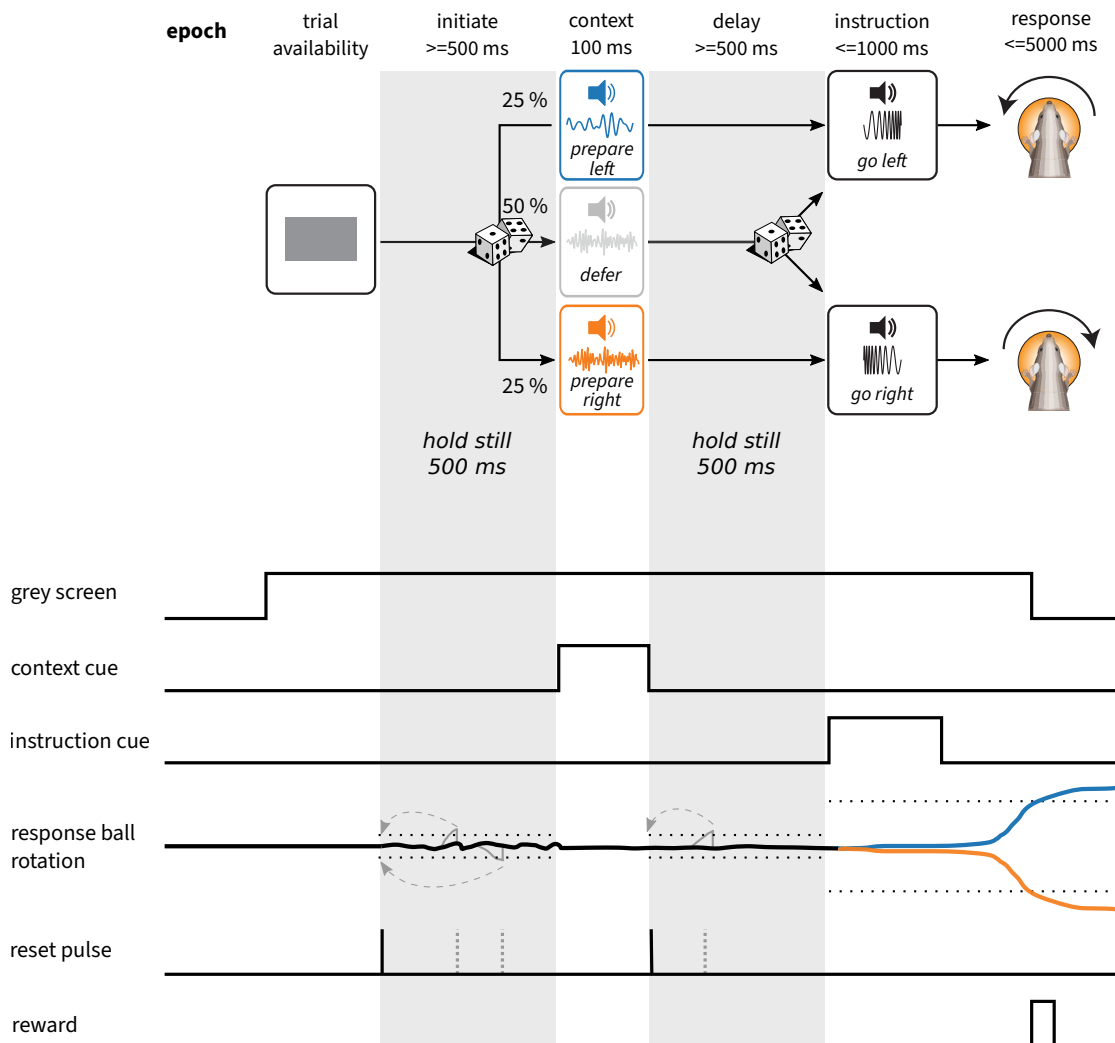 epoch
trial
availability
initiate
>=500 ms
context
100 ms
delay
>=500 ms
instruction
<=1000 ms
response
<=5000 ms
25 %
prepare
left
go left
50 %
defer
25 %
prepare
right
go right
hold still
500 ms
hold still
500 ms
grey screen
context cue
instruction cue
response ball
rotation
reset pulse
reward